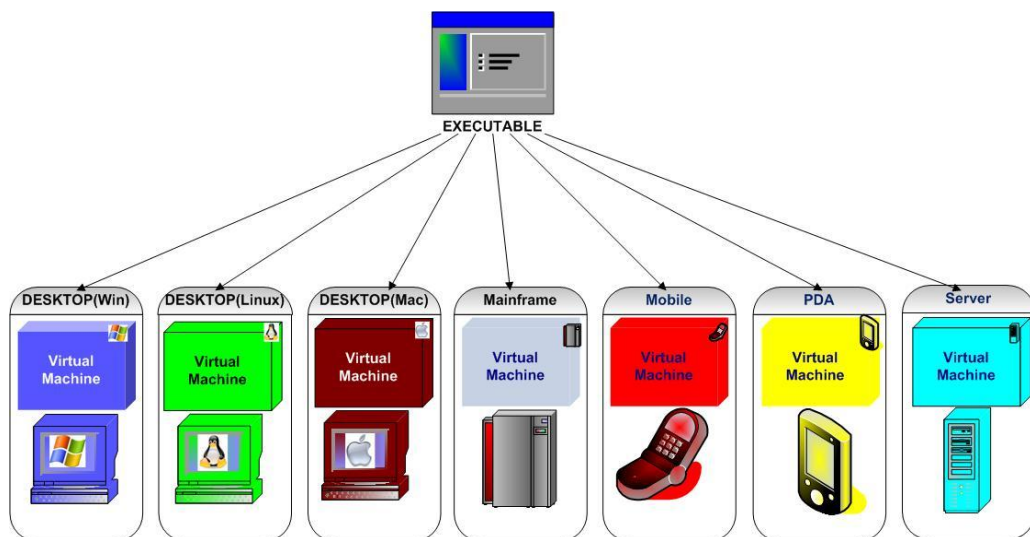 EXECUTABLE
DESKTOP(Win)
DESKTOP(Linux)
DESKTOP(Mac)
Mainframe
Mobile
PDA
Server
Virtual
Machine
Virtual
Machine
Virtual
Machine
Virtual
Machine
Virtual
Machine
Virtual
Machine
Virtual
Machine